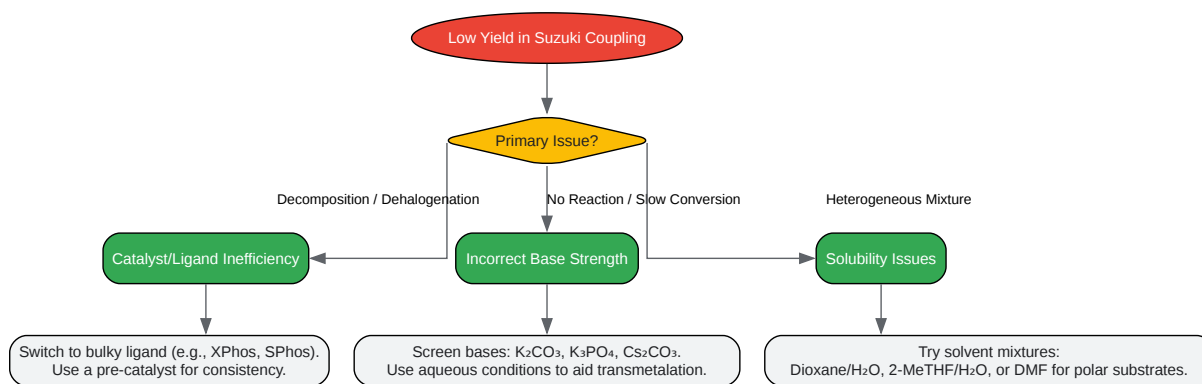 Low Yield in Suzuki Coupling
Primary Issue?
Decomposition / Dehalogenation
No Reaction / Slow Conversion
Heterogeneous Mixture
Catalyst/Ligand Inefficiency
Incorrect Base Strength
Solubility Issues
Switch to bulky ligand (e.g., XPhos, SPhos).
Use a pre-catalyst for consistency.
Screen bases: K₂CO₃, K₃PO₄, Cs₂CO₃.
Use aqueous conditions to aid transmetalation.
Try solvent mixtures:
Dioxane/H₂O, 2-MeTHF/H₂O, or DMF for polar substrates.